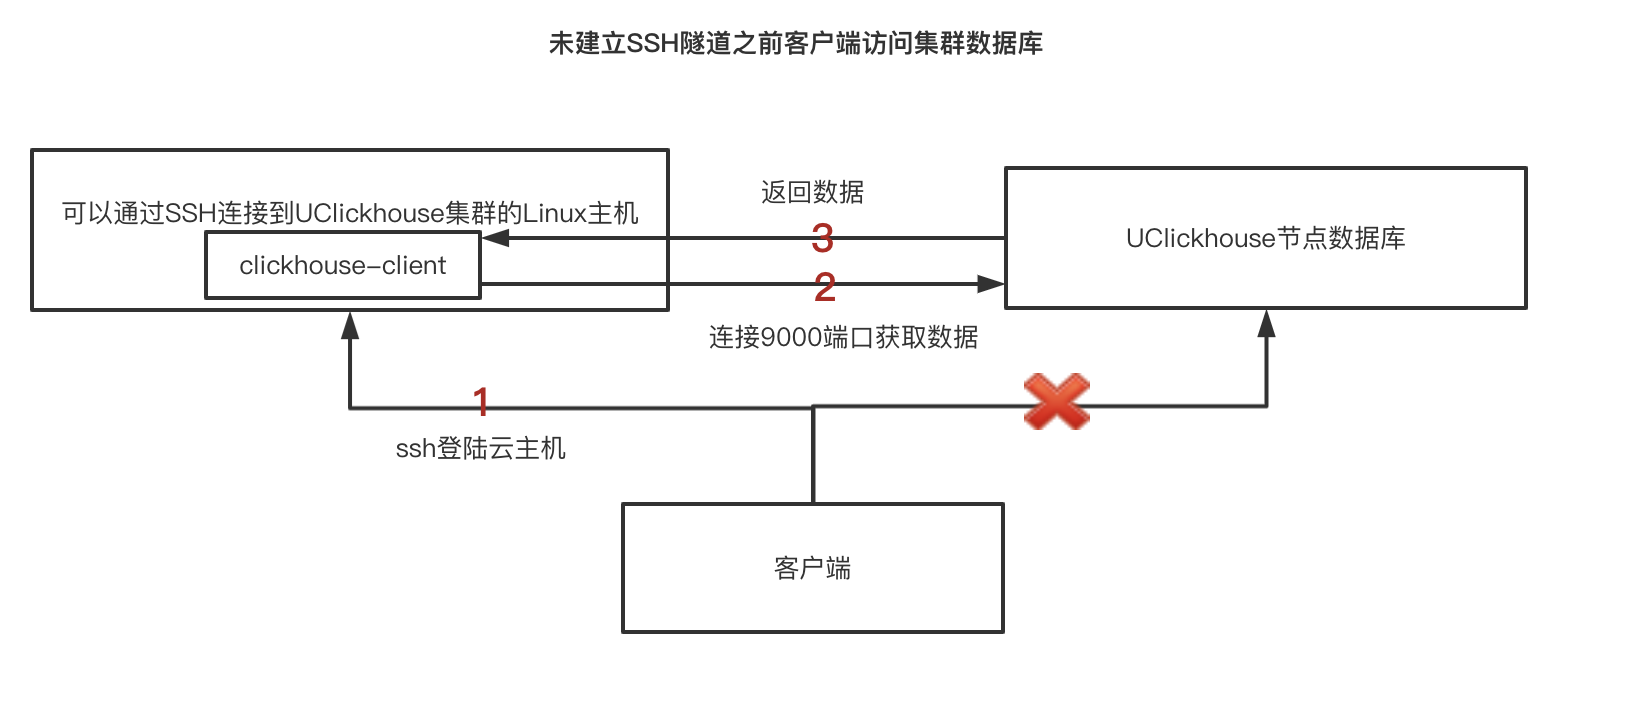 未建立SSH隧道之前客户端访问集群数据库
可以通过SSH连接到UClickhouse集群的Linux主机
clickhouse-client
返回数据
3
2
连接9000端口获取数据
UClickhouse节点数据库
1
ssh登陆云主机
客户端